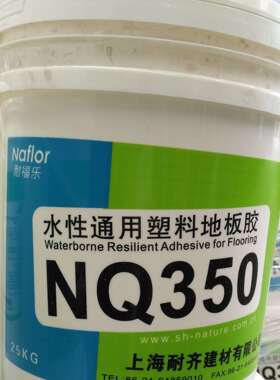 Naflor
耐福乐
水性通用塑料地板胶
Waterborne Resilient Adhesive for Flooring
NQ350
www.sh-nature.com.cn
25KG
上海耐齐建材有限公